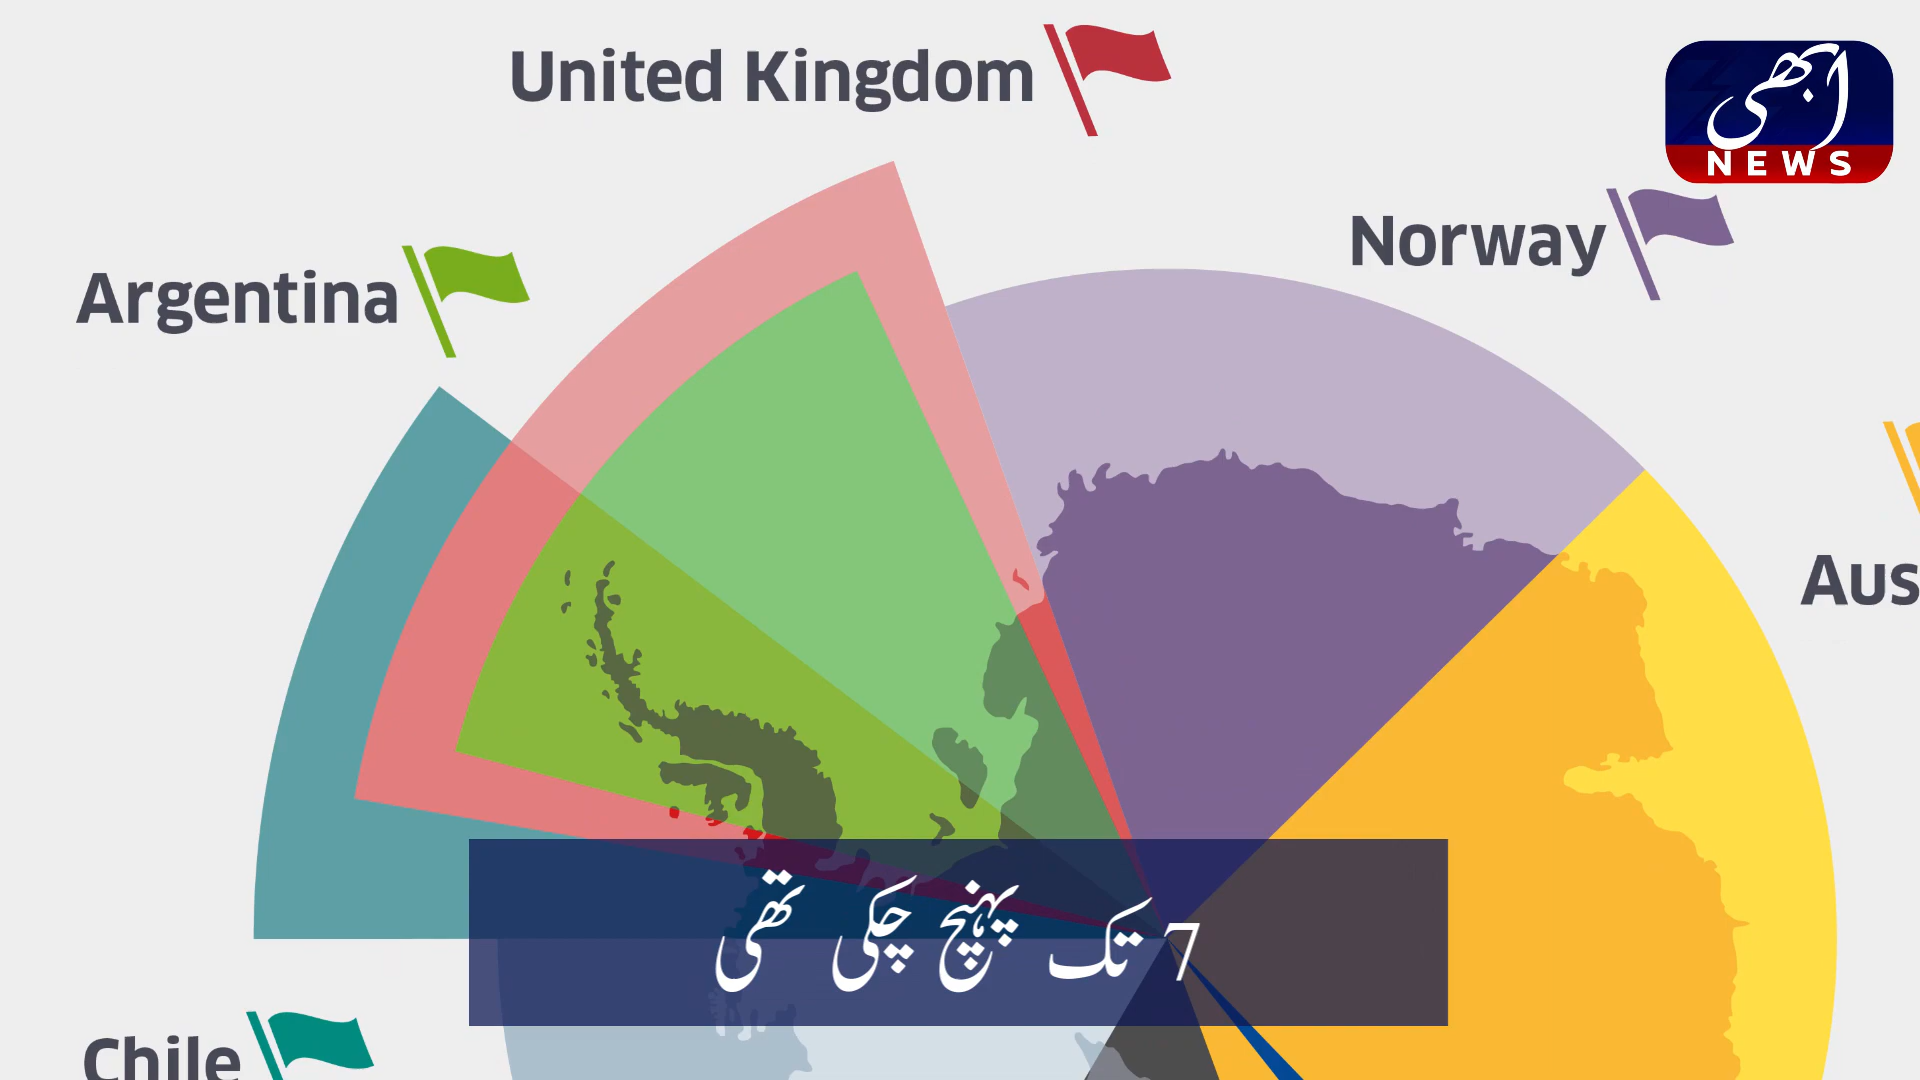 United Kingdom
ابھی
NEWS
Norway
Argentina
Aus
7 تک پہنچ چکی تھی
Chile